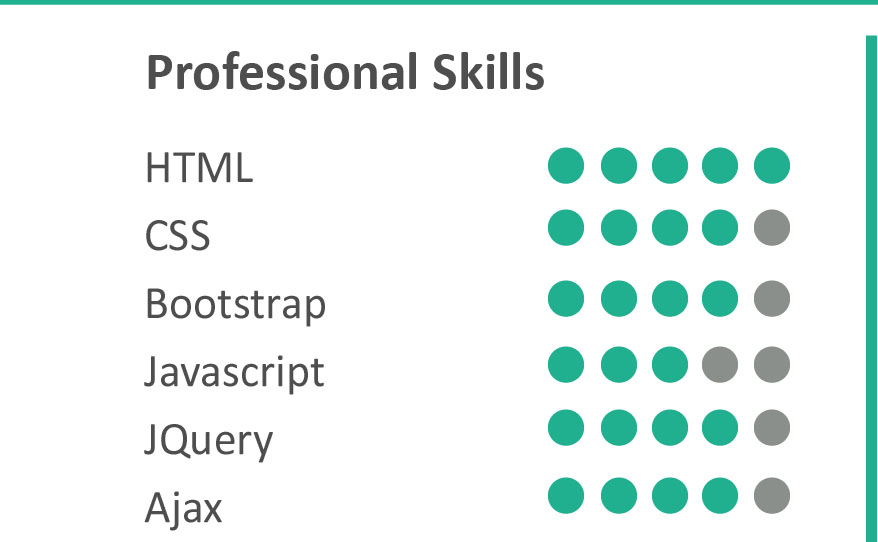 Professional Skills
HTML
CSS
Bootstrap
Javascript
JQuery
Ajax